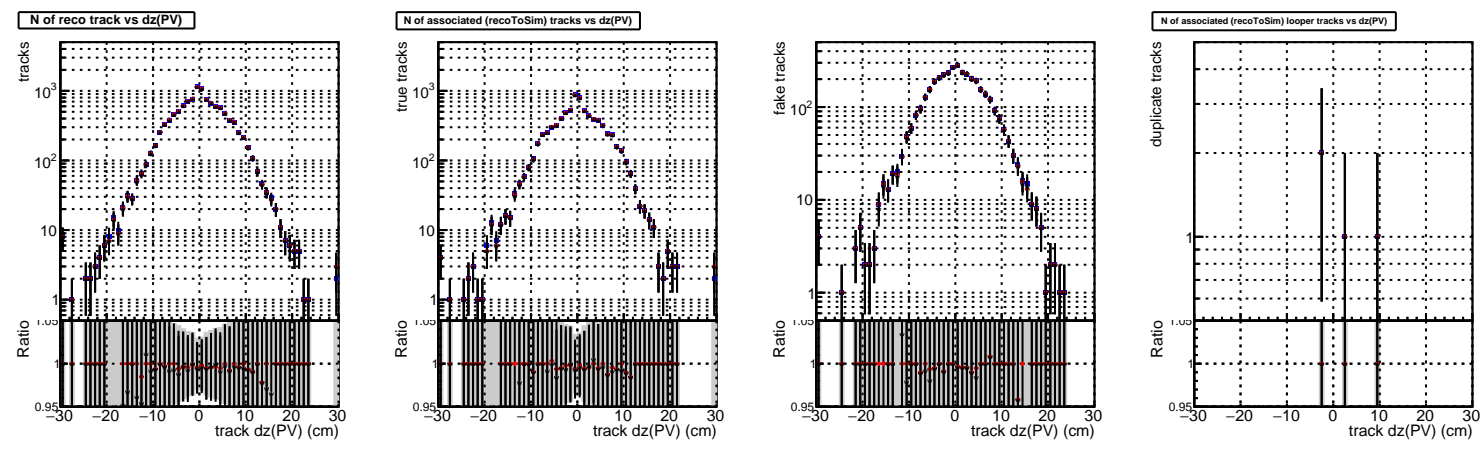 N of reco track vs dz(PV)
tracks
10³
10²
10
1
Ratio
1.05
1
0.95
−30 −20 −10 0 10 20 30
track dz(PV) (cm)
N of associated (recoToSim) tracks vs dz(PV)
true tracks
10³
10²
10
1
Ratio
1.05
1
0.95
−30 −20 −10 0 10 20 30
track dz(PV) (cm)
fake tracks
10²
10
1
Ratio
1.05
1
0.95
−30 −20 −10 0 10 20 30
track dz(PV) (cm)
N of associated (recoToSim) looper tracks vs dz(PV)
duplicate tracks
1
Ratio
1.05
1
0.95
−30 −20 −10 0 10 20 30
track dz(PV) (cm)